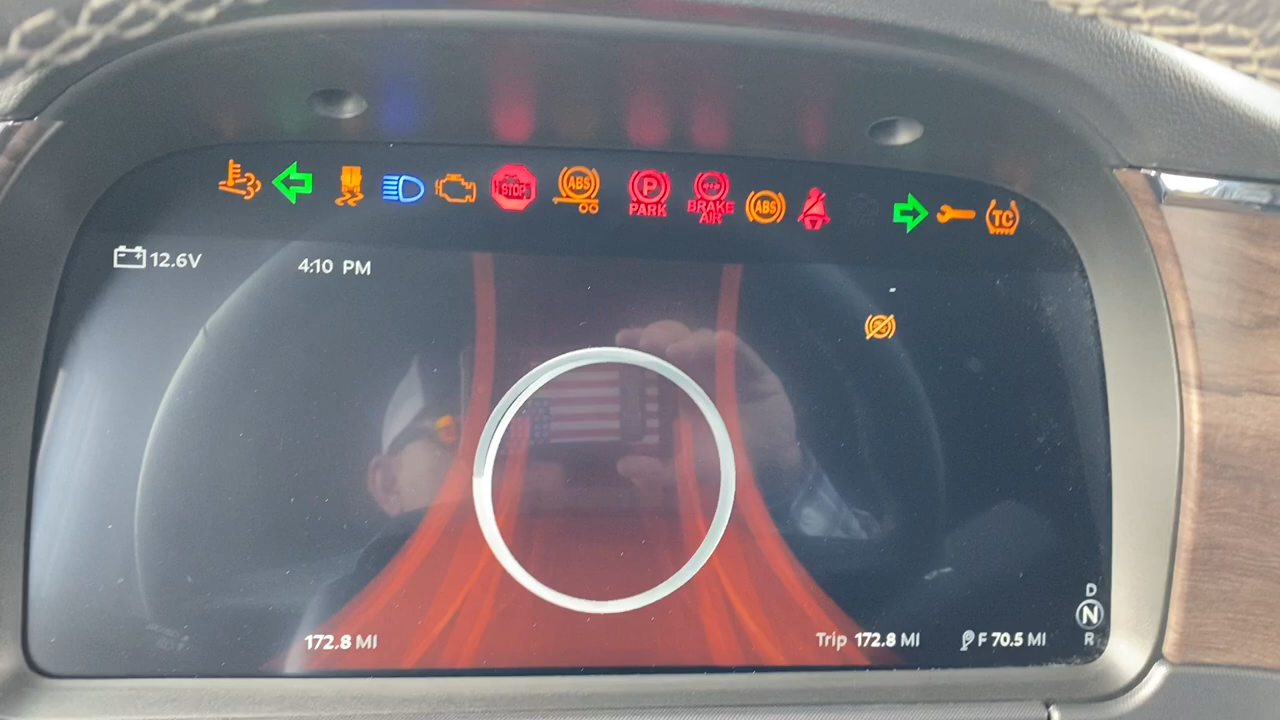 STOP
ABS
P
PARK
BRAKE
AIR
ABS
TC
12.6V
4:10 PM
172.8 MI
Trip 172.8 MI
F 70.5 MI
D
N
R